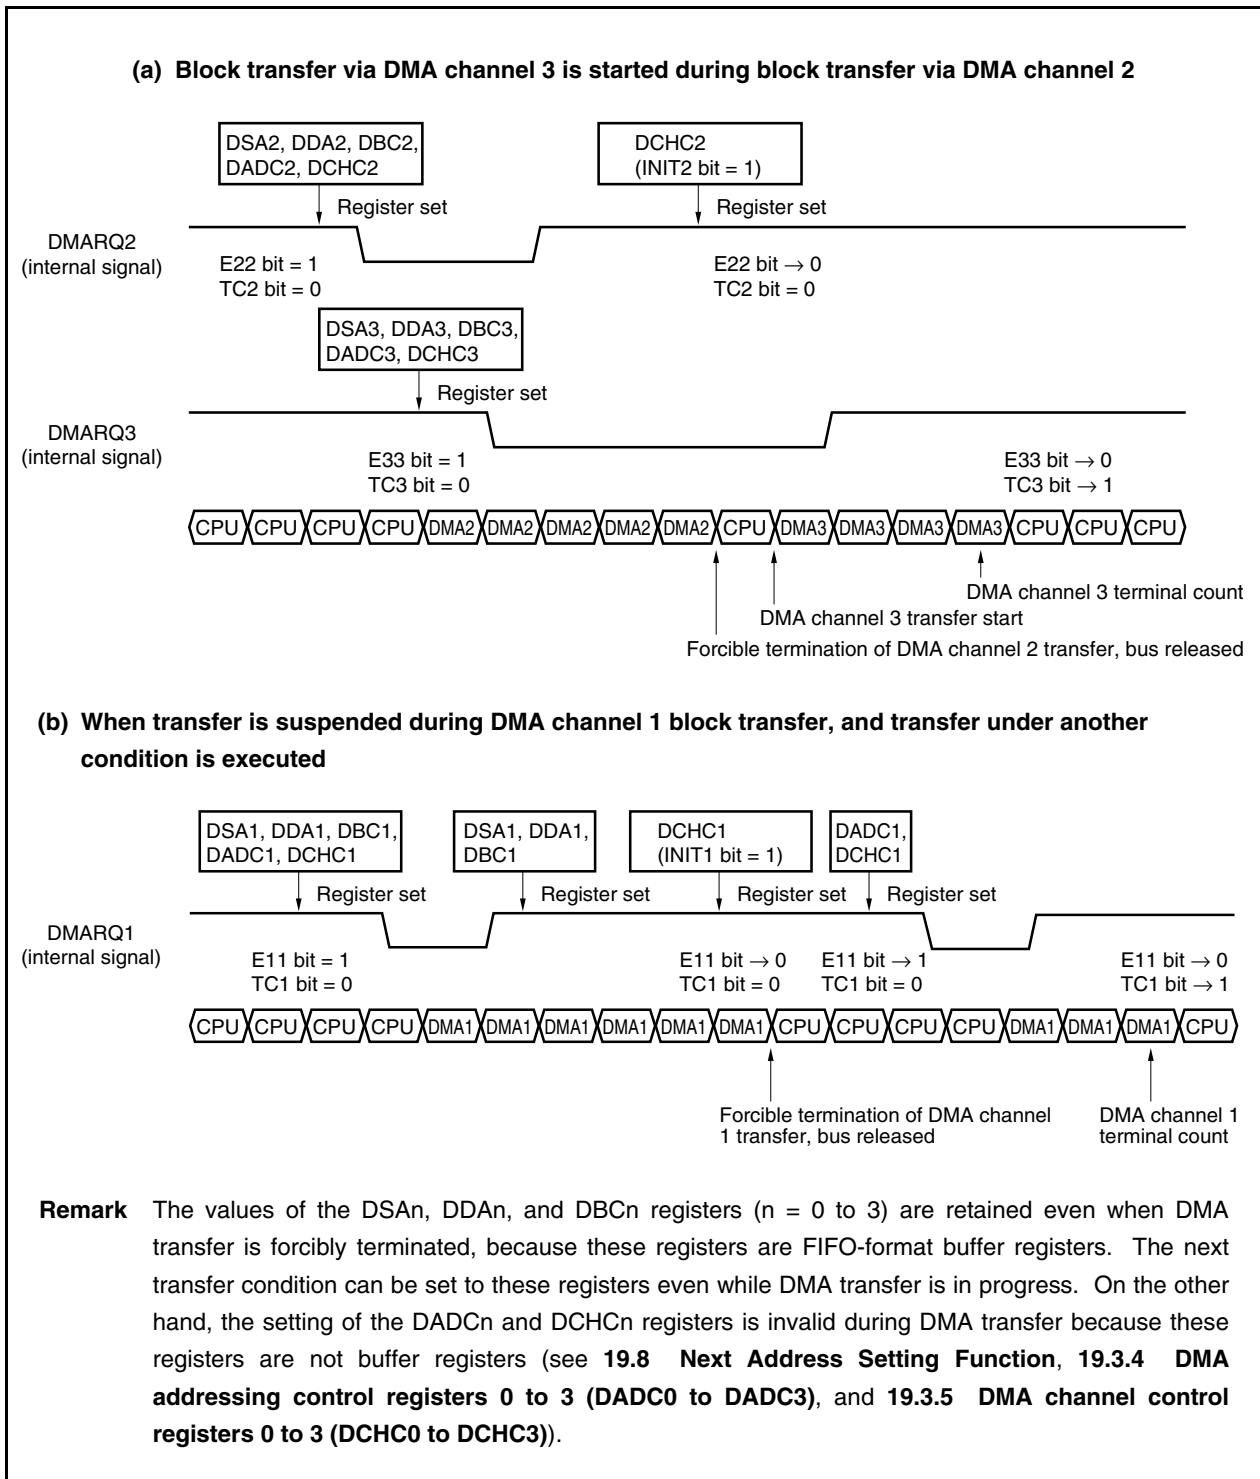 (a) Block transfer via DMA channel 3 is started during block transfer via DMA channel 2
DSA2, DDA2, DBC2,
DADC2, DCHC2
DCHC2
(INIT2 bit = 1)
Register set
Register set
DMARQ2
(internal signal)
E22 bit = 1
TC2 bit = 0
E22 bit → 0
TC2 bit = 0
DSA3, DDA3, DBC3,
DADC3, DCHC3
Register set
DMARQ3
(internal signal)
E33 bit = 1
TC3 bit = 0
E33 bit → 0
TC3 bit → 1
CPU CPU CPU CPU DMA2 DMA2 DMA2 DMA2 DMA2 CPU DMA3 DMA3 DMA3 DMA3 CPU CPU CPU
DMA channel 3 terminal count
DMA channel 3 transfer start
Forcible termination of DMA channel 2 transfer, bus released
(b) When transfer is suspended during DMA channel 1 block transfer, and transfer under another
condition is executed
DSA1, DDA1, DBC1,
DADC1, DCHC1
DSA1, DDA1,
DBC1
DCHC1
(INIT1 bit = 1)
DADC1,
DCHC1
Register set
Register set
Register set
Register set
DMARQ1
(internal signal)
E11 bit = 1
TC1 bit = 0
E11 bit → 0
TC1 bit = 0
E11 bit → 1
TC1 bit = 0
E11 bit → 0
TC1 bit → 1
CPU CPU CPU CPU DMA1 DMA1 DMA1 DMA1 DMA1 DMA1 CPU CPU CPU CPU DMA1 DMA1 DMA1 CPU
Forcible termination of DMA channel
1 transfer, bus released
DMA channel 1
terminal count
Remark The values of the DSAn, DDAn, and DBCn registers (n = 0 to 3) are retained even when DMA
transfer is forcibly terminated, because these registers are FIFO-format buffer registers. The next
transfer condition can be set to these registers even while DMA transfer is in progress. On the other
hand, the setting of the DADCn and DCHCn registers is invalid during DMA transfer because these
registers are not buffer registers (see 19.8 Next Address Setting Function, 19.3.4 DMA
addressing control registers 0 to 3 (DADC0 to DADC3), and 19.3.5 DMA channel control
registers 0 to 3 (DCHC0 to DCHC3)).